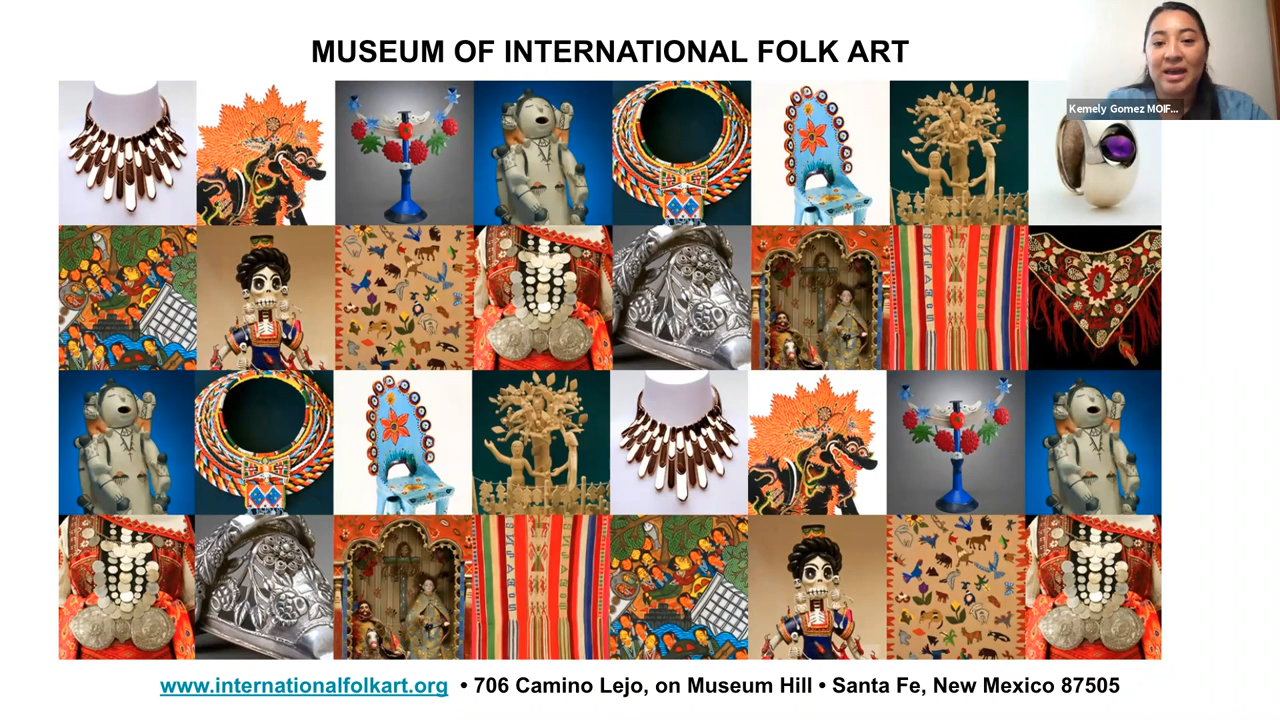 MUSEUM OF INTERNATIONAL FOLK ART
Kemely Gomez MOIF...
www.internationalfolkart.org • 706 Camino Lejo, on Museum Hill • Santa Fe, New Mexico 87505